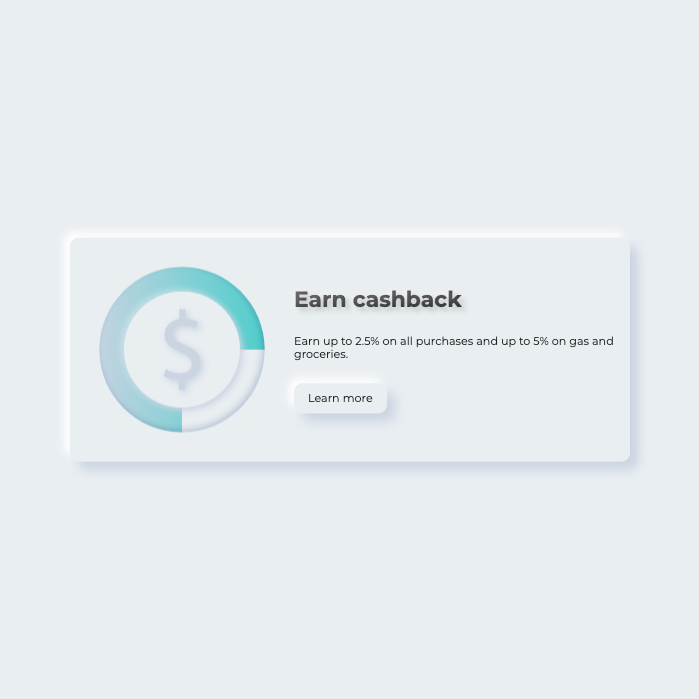 $
Earn cashback
Earn up to 2.5% on all purchases and up to 5% on gas and
groceries.
Learn more